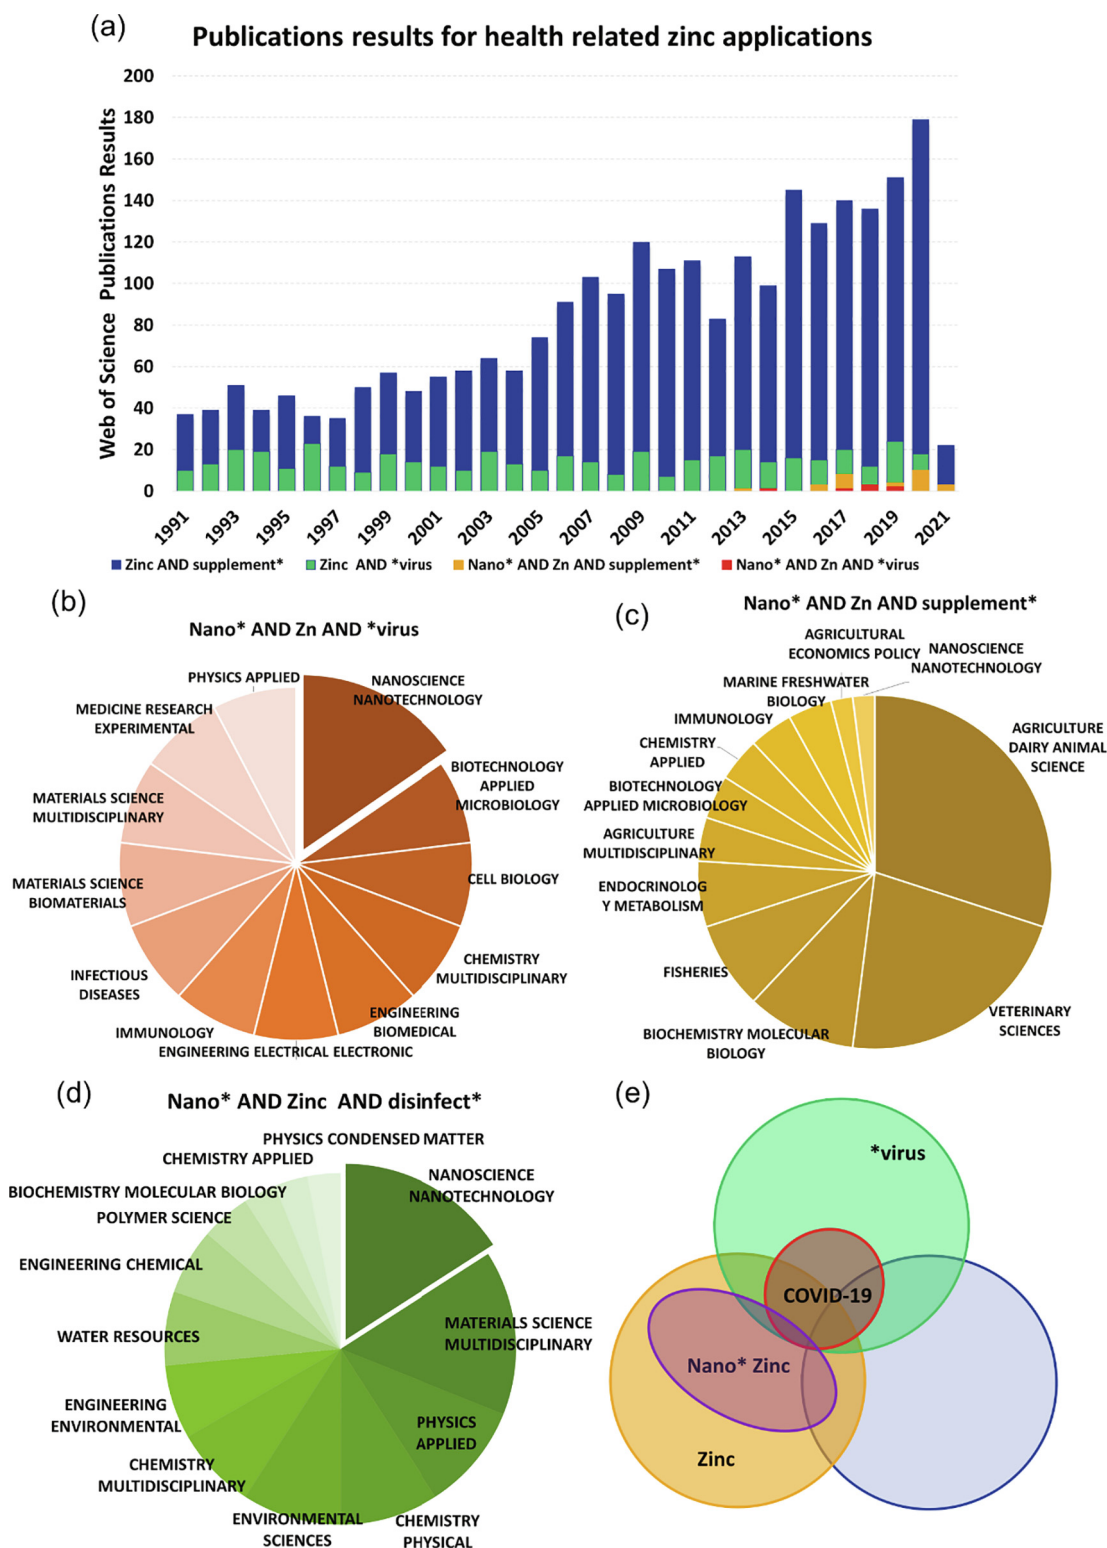 (a)
Publications results for health related zinc applications
Web of Science Publications Results
200
180
160
140
120
100
80
60
40
20
0
1991
1993
1995
1997
1999
2001
2003
2005
2007
2009
2011
2013
2015
2017
2019
2021
Zinc AND supplement*
Zinc AND *virus
Nano* AND Zn AND supplement*
Nano* AND Zn AND *virus
(b)
Nano* AND Zn AND *virus
PHYSICS APPLIED
NANOSCIENCE
NANOTECHNOLOGY
MEDICINE RESEARCH
EXPERIMENTAL
BIOTECHNOLOGY
APPLIED
MICROBIOLOGY
MATERIALS SCIENCE
MULTIDISCIPLINARY
CELL BIOLOGY
MATERIALS SCIENCE
BIOMATERIALS
CHEMISTRY
MULTIDISCIPLINARY
INFECTIOUS
DISEASES
ENGINEERING
BIOMEDICAL
IMMUNOLOGY
ENGINEERING ELECTRICAL ELECTRONIC
(c)
Nano* AND Zn AND supplement*
AGRICULTURAL
ECONOMICS POLICY
NANOSCIENCE
NANOTECHNOLOGY
MARINE FRESHWATER
BIOLOGY
IMMUNOLOGY
AGRICULTURE
DAIRY ANIMAL
SCIENCE
CHEMISTRY
APPLIED
BIOTECHNOLOGY
APPLIED MICROBIOLOGY
AGRICULTURE
MULTIDISCIPLINARY
ENDOCRINOLOG
Y METABOLISM
FISHERIES
VETERINARY
SCIENCES
BIOCHEMISTRY MOLECULAR
BIOLOGY
(d)
Nano* AND Zinc AND disinfect*
PHYSICS CONDENSED MATTER
CHEMISTRY APPLIED
NANOSCIENCE
NANOTECHNOLOGY
BIOCHEMISTRY MOLECULAR BIOLOGY
POLYMER SCIENCE
ENGINEERING CHEMICAL
WATER RESOURCES
MATERIALS SCIENCE
MULTIDISCIPLINARY
ENGINEERING
ENVIRONMENTAL
PHYSICS
APPLIED
CHEMISTRY
MULTIDISCIPLINARY
ENVIRONMENTAL
SCIENCES
CHEMISTRY
PHYSICAL
(e)
*virus
COVID-19
Nano* Zinc
Zinc